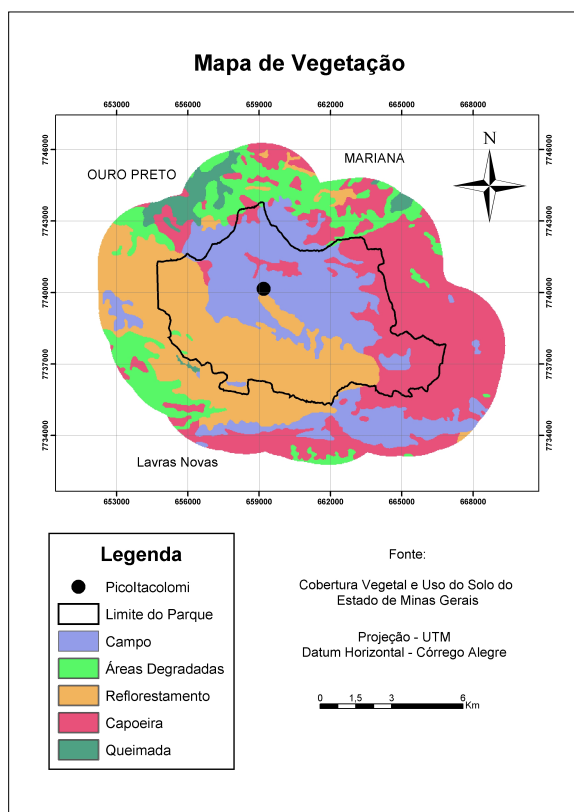 Mapa de Vegetação
653000 656000 659000 662000 665000 668000
7746000 7746000
MARIANA
N
OURO PRETO
7743000 7743000
7740000 7740000
7737000 7737000
7734000 7734000
Lavras Novas
653000 656000 659000 662000 665000 668000
Legenda
PicoItacolomi
Limite do Parque
Campo
Áreas Degradadas
Reflorestamento
Capoeira
Queimada
Fonte:
Cobertura Vegetal e Uso do Solo do
Estado de Minas Gerais
Projeção - UTM
Datum Horizontal - Córrego Alegre
0 1,5 3 6
Km